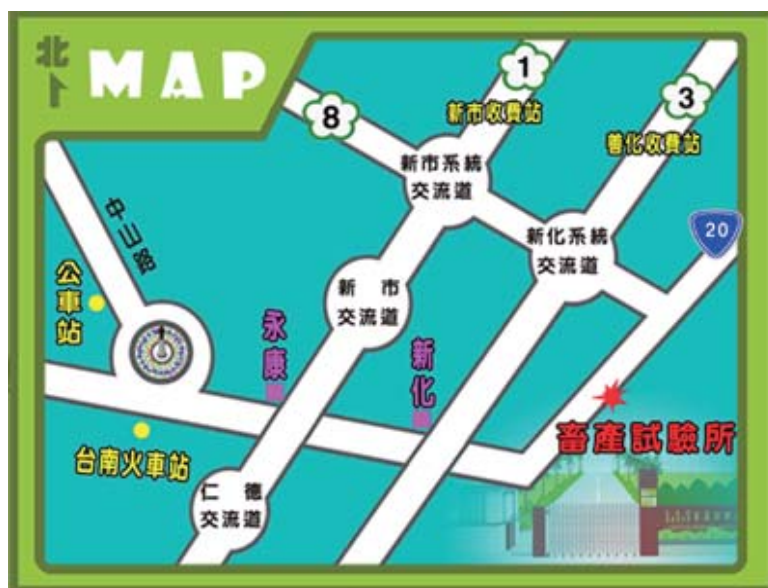 北
MAP
1
8
3
新市收費站
善化收費站
新市系統
交流道
20
新化系統
交流道
中山路
公車站
新市
交流道
永康
新化
畜產試驗所
台南火車站
仁德
交流道